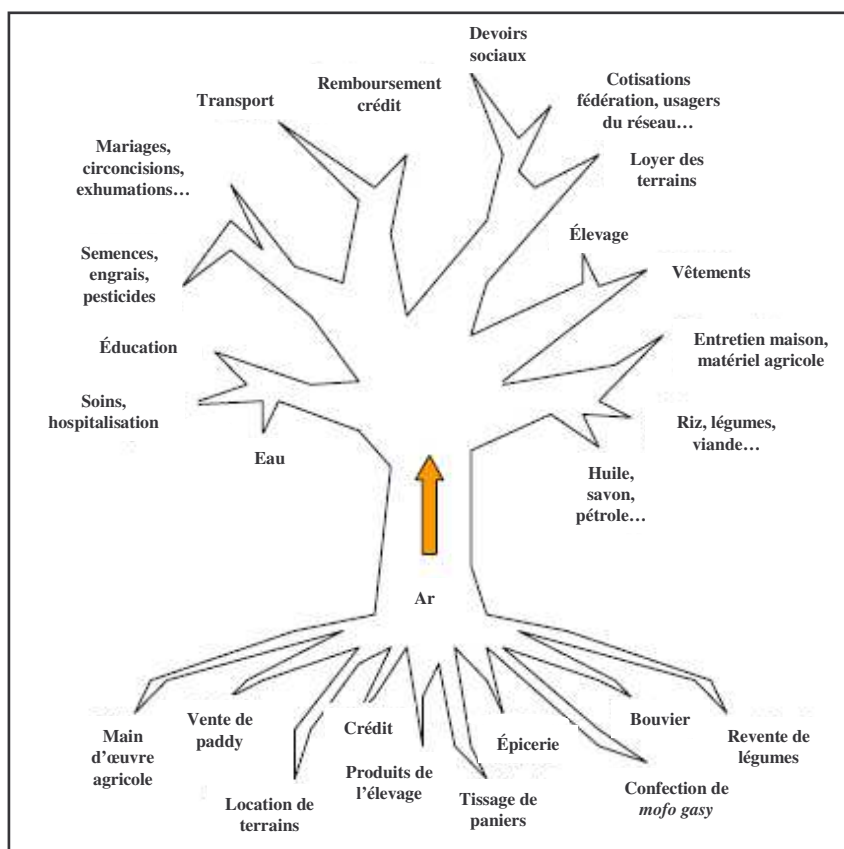 Devoirs
sociaux
Remboursement
crédit
Transport
Cotisations
fédération, usagers
du réseau…
Mariages,
circoncisions,
exhumations…
Loyer des
terrains
Semences,
engrais,
pesticides
Élevage
Vêtements
Éducation
Entretien maison,
matériel agricole
Soins,
hospitalisation
Riz, légumes,
viande…
Eau
Huile,
savon,
pétrole…
Ar
Main
d’œuvre
agricole
Vente de
paddy
Location de
terrains
Crédit
Produits de
l’élevage
Tissage de
paniers
Épicerie
Confection de
mofo gasy
Bouvier
Revente de
légumes